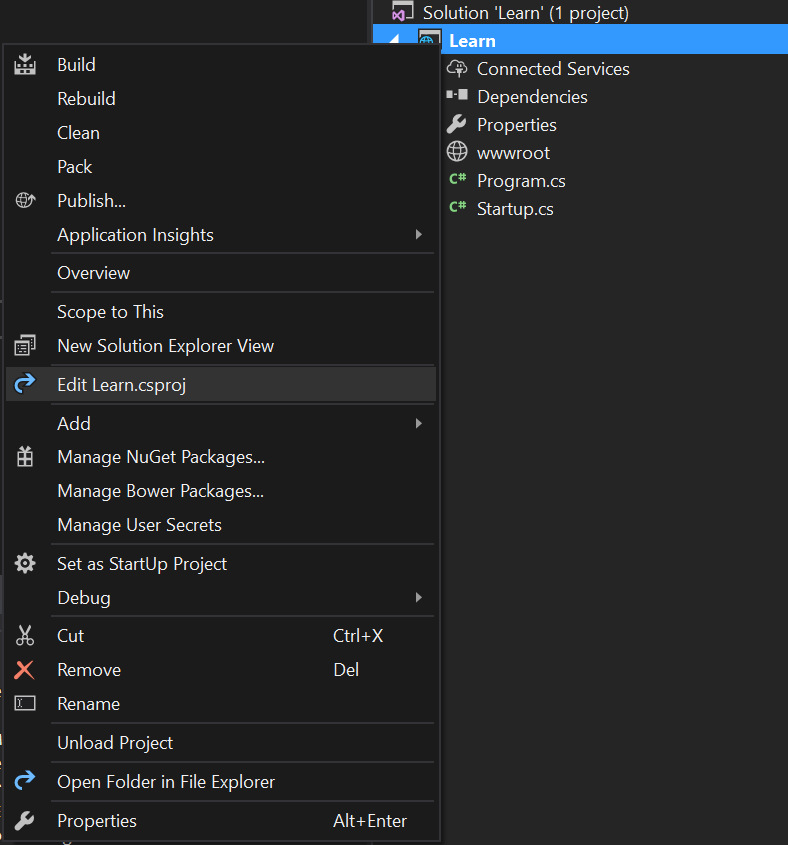 Solution 'Learn' (1 project)
Learn
Connected Services
Dependencies
Properties
wwwroot
C# Program.cs
C# Startup.cs
Build
Rebuild
Clean
Pack
Publish...
Application Insights
Overview
Scope to This
New Solution Explorer View
Edit Learn.csproj
Add
Manage NuGet Packages...
Manage Bower Packages...
Manage User Secrets
Set as StartUp Project
Debug
Cut Ctrl+X
Remove Del
Rename
Unload Project
Open Folder in File Explorer
Properties Alt+Enter